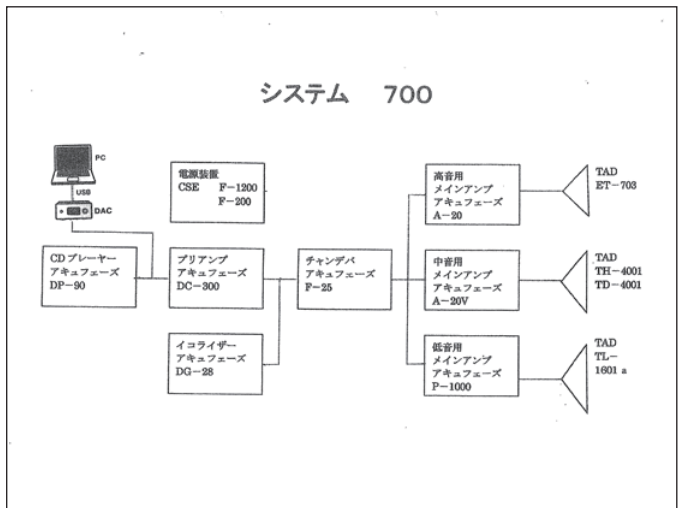 システム 700
PC
USB
DAC
電源装置
CSE F-1200
F-200
CDプレーヤー
アキュフェーズ
DP-90
プリアンプ
アキュフェーズ
DC-300
イコライザー
アキュフェーズ
DG-28
チャンデバ
アキュフェーズ
F-25
高音用
メインアンプ
アキュフェーズ
A-20
TAD
ET-703
中音用
メインアンプ
アキュフェーズ
A-20V
TAD
TH-4001
TD-4001
低音用
メインアンプ
アキュフェーズ
P-1000
TAD
TL-
1601a